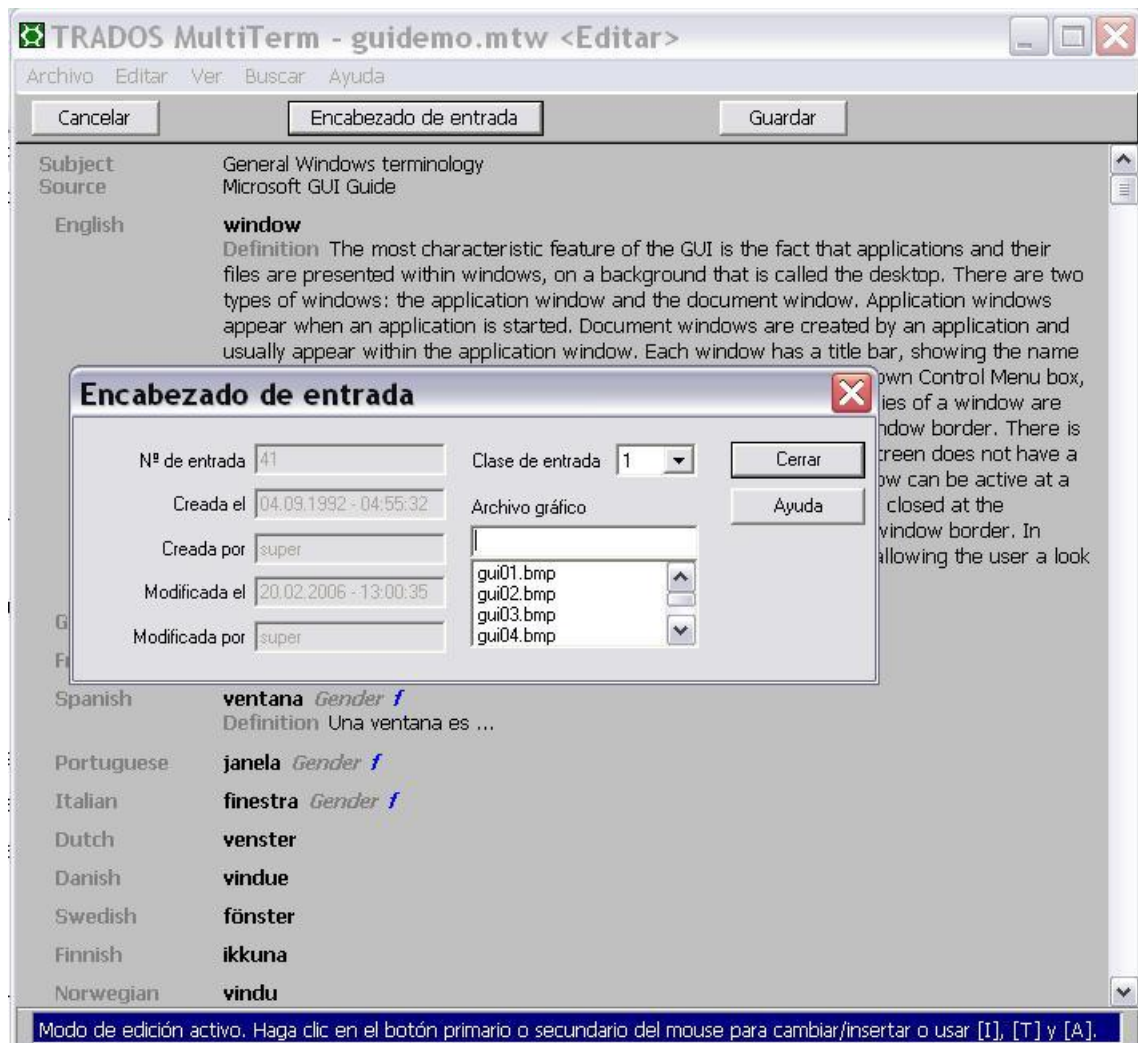 TRADOS MultiTerm - guidemo.mtw <Editar>
Archivo Editar Ver Buscar Ayuda
Cancelar Encabezado de entrada Guardar
Subject General Windows terminology
Source Microsoft GUI Guide
English window
Definition The most characteristic feature of the GUI is the fact that applications and their
files are presented within windows, on a background that is called the desktop. There are two
types of windows: the application window and the document window. Application windows
appear when an application is started. Document windows are created by an application and
usually appear within the application window. Each window has a title bar, showing the name
Control Menu box,
of a window are
border. There is
does not have a
can be active at a
closed at the
window border. In
allowing the user a look
Encabezado de entrada
Nº de entrada 41
Creada el 04.09.1992 - 04:55:32
Creada por super
Modificada el 20.02.2006 - 13:00:35
Modificada por super
Clase de entrada 1
Archivo gráfico
gui01.bmp
gui02.bmp
gui03.bmp
gui04.bmp
Cerrar
Ayuda
Spanish ventana Gender f
Definition Una ventana es ...
Portuguese janela Gender f
Italian finestra Gender f
Dutch venster
Danish vindue
Swedish fönster
Finnish ikkuna
Norwegian vindu
Modo de edición activo. Haga clic en el botón primario o secundario del mouse para cambiar/insertar o usar [I], [T] y [A].